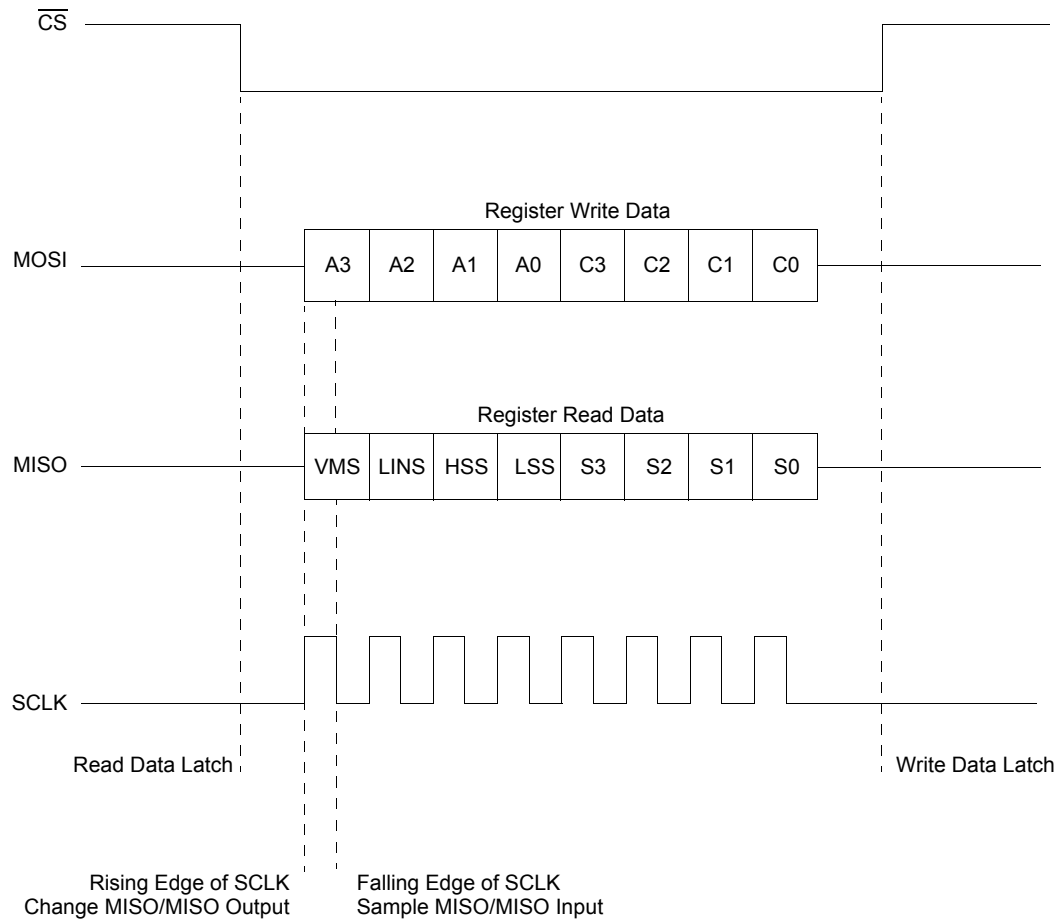 CS
Register Write Data
MOSI
A3 A2 A1 A0 C3 C2 C1 C0
Register Read Data
MISO
VMS LINS HSS LSS S3 S2 S1 S0
SCLK
Read Data Latch
Write Data Latch
Rising Edge of SCLK
Change MISO/MISO Output
Falling Edge of SCLK
Sample MISO/MISO Input